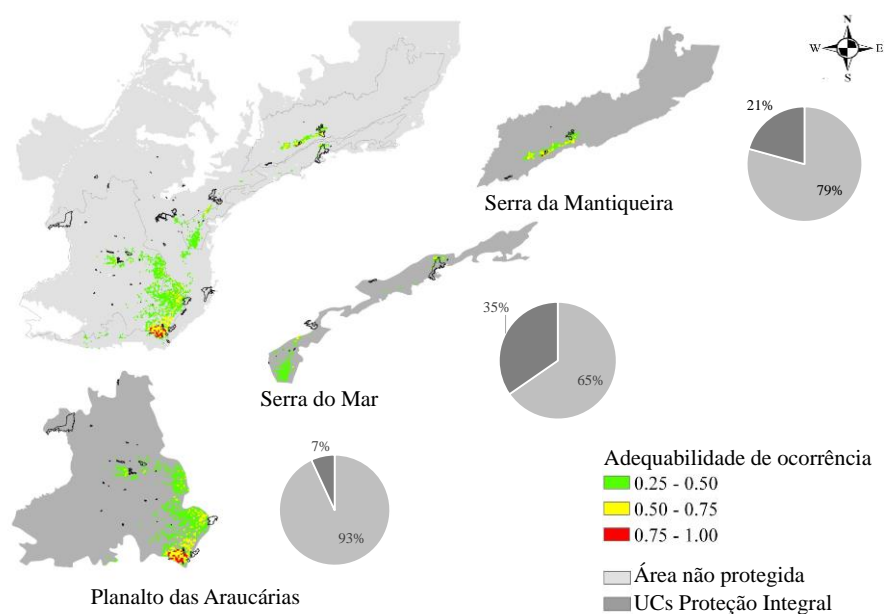 N
W
E
S
21%
79%
Serra da Mantiqueira
35%
65%
Serra do Mar
7%
93%
Planalto das Araucárias
Adequabilidade de ocorrência
0.25 - 0.50
0.50 - 0.75
0.75 - 1.00
Área não protegida
UCs Proteção Integral